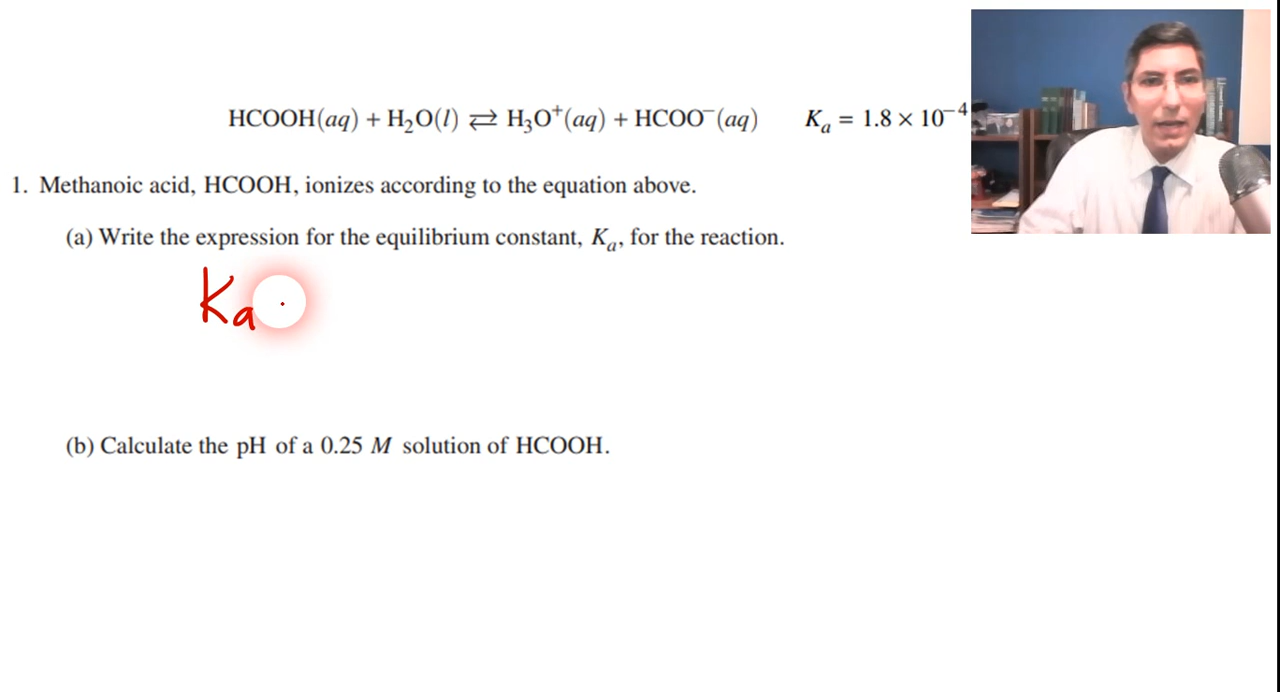 HCOOH(aq) + H₂O(l) ⇄ H₃O⁺(aq) + HCOO⁻(aq) Kₐ = 1.8 × 10⁻⁴
1. Methanoic acid, HCOOH, ionizes according to the equation above.
(a) Write the expression for the equilibrium constant, Kₐ, for the reaction.
Kₐ
(b) Calculate the pH of a 0.25 M solution of HCOOH.